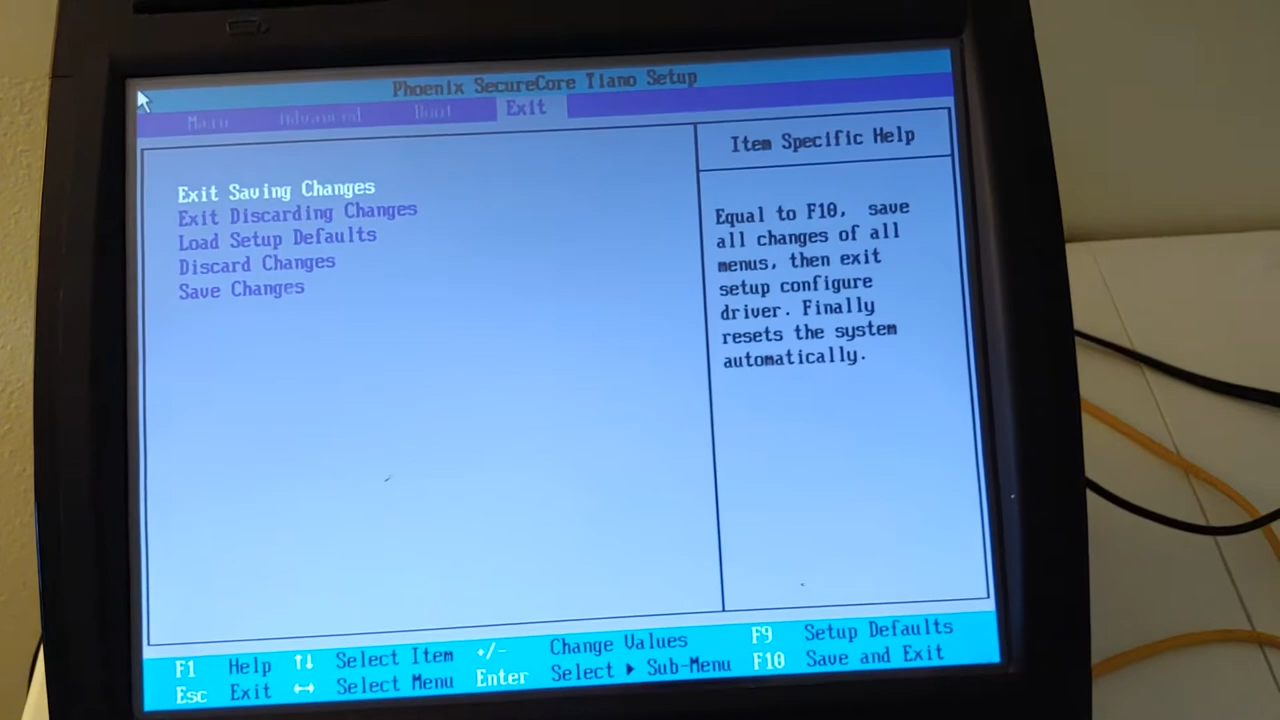 Phoenix SecureCore Tiano Setup
Main Advanced Boot Exit
Exit Saving Changes
Exit Discarding Changes
Load Setup Defaults
Discard Changes
Save Changes
Item Specific Help
Equal to F10, save
all changes of all
menus, then exit
setup configure
driver. Finally
resets the system
automatically.
F1 Help ↑↓ Select Item +/- Change Values F9 Setup Defaults
Esc Exit ↔ Select Menu Enter Select ▶ Sub-Menu F10 Save and Exit